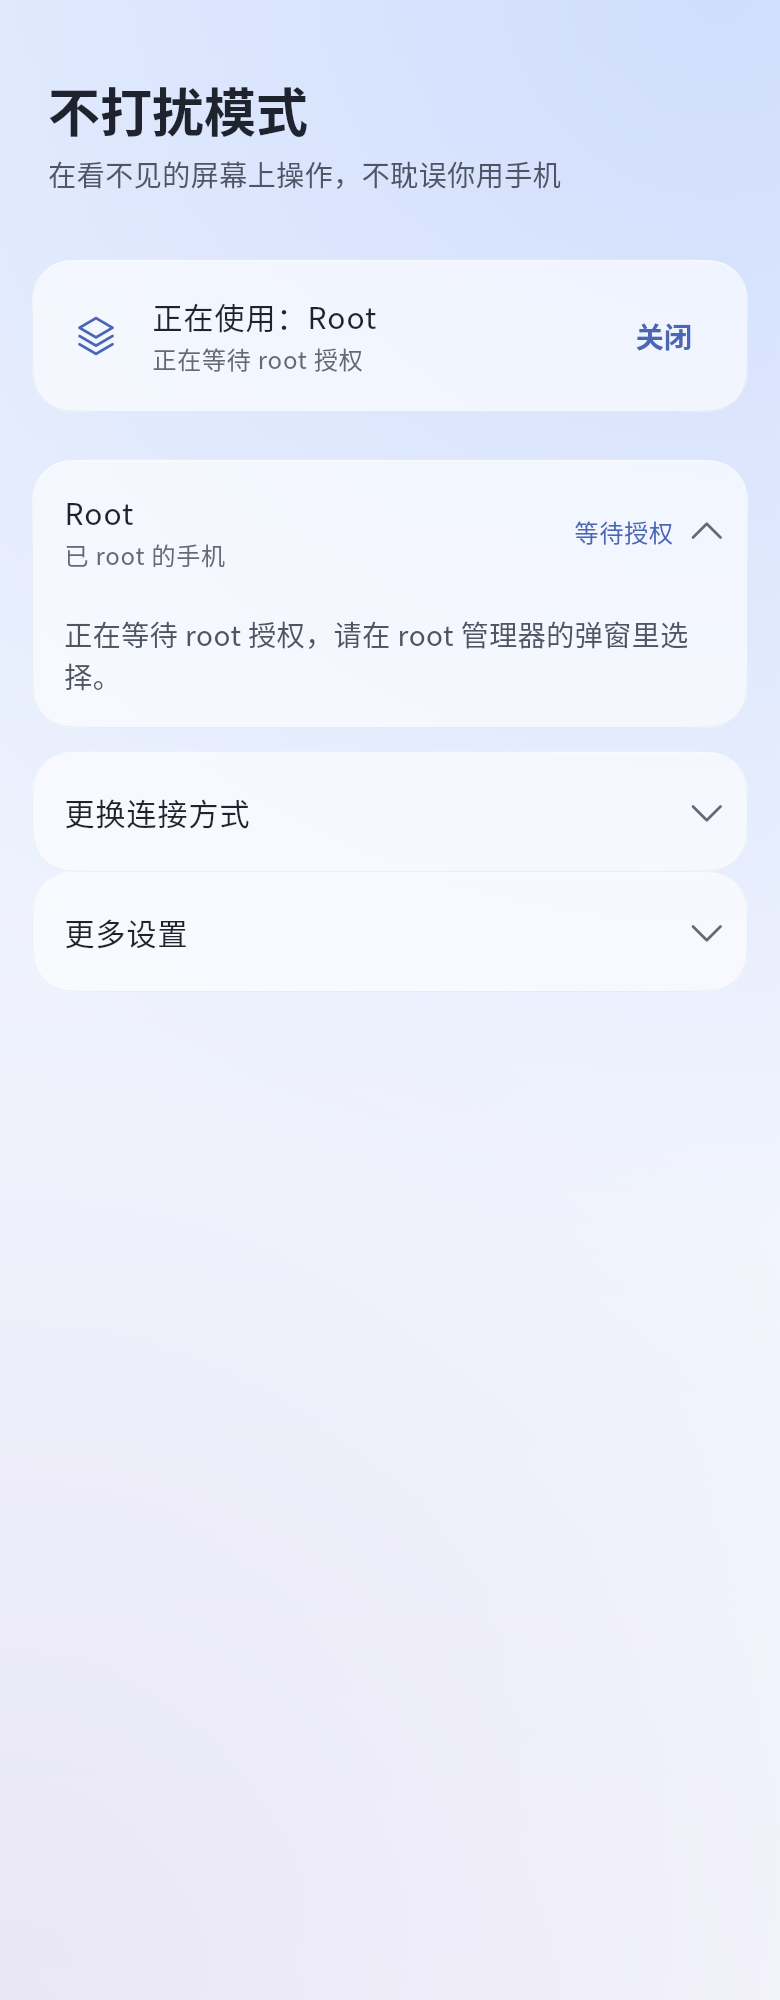 不打扰模式
在看不见的屏幕上操作，不耽误你用手机
正在使用：Root
正在等待 root 授权
关闭
Root
已 root 的手机
等待授权
正在等待 root 授权，请在 root 管理器的弹窗里选
择。
更换连接方式
更多设置